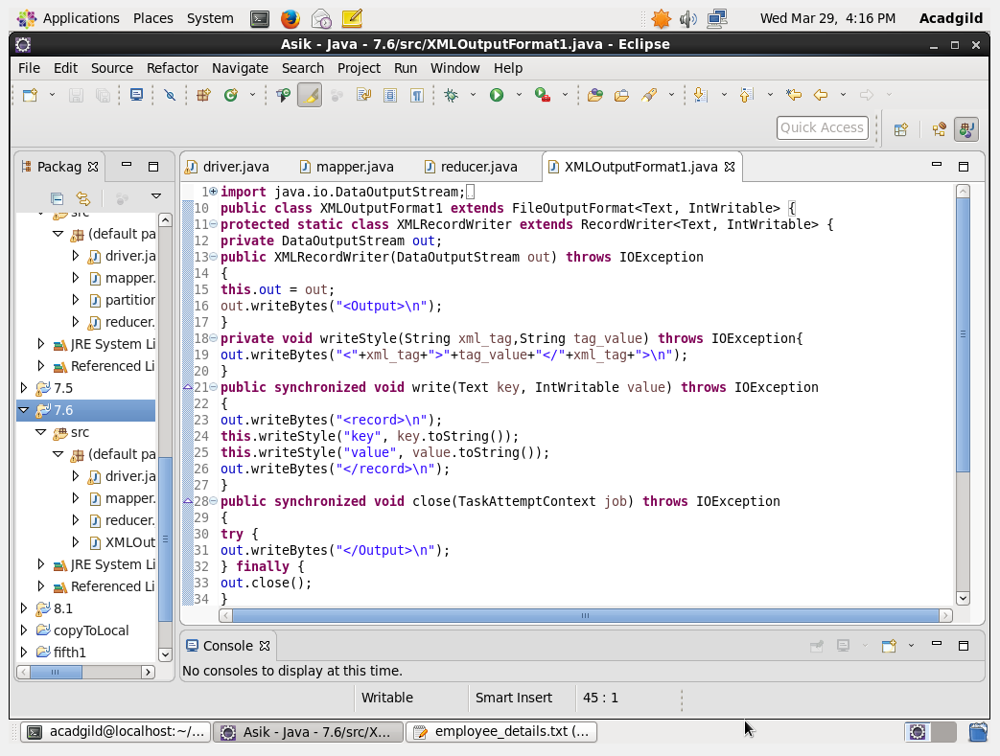 Applications Places System Wed Mar 29, 4:16 PM Acadgild
Asik - Java - 7.6/src/XMLOutputFormat1.java - Eclipse
File Edit Source Refactor Navigate Search Project Run Window Help
Quick Access
Packag
driver.java mapper.java reducer.java XMLOutputFormat1.java
src
(default pa
driver.ja
mapper.
partition
reducer.
JRE System Li
Referenced Li
7.5
7.6
src
(default pa
driver.ja
mapper.
reducer.
XMLOut
JRE System Li
Referenced Li
8.1
copyToLocal
fifth1
1 import java.io.DataOutputStream;
10 public class XMLOutputFormat1 extends FileOutputFormat<Text, IntWritable> {
11 protected static class XMLRecordWriter extends RecordWriter<Text, IntWritable> {
12 private DataOutputStream out;
13 public XMLRecordWriter(DataOutputStream out) throws IOException
14 {
15 this.out = out;
16 out.writeBytes("<Output>\n");
17 }
18 private void writeStyle(String xml_tag,String tag_value) throws IOException{
19 out.writeBytes("<"+xml_tag+">"+tag_value+"</"+xml_tag+">\n");
20 }
21 public synchronized void write(Text key, IntWritable value) throws IOException
22 {
23 out.writeBytes("<record>\n");
24 this.writeStyle("key", key.toString());
25 this.writeStyle("value", value.toString());
26 out.writeBytes("</record>\n");
27 }
28 public synchronized void close(TaskAttemptContext job) throws IOException
29 {
30 try {
31 out.writeBytes("</Output>\n");
32 } finally {
33 out.close();
34 }
Console
No consoles to display at this time.
Writable Smart Insert 45 : 1
acadgild@localhost:~/... Asik - Java - 7.6/src/X... employee_details.txt (...